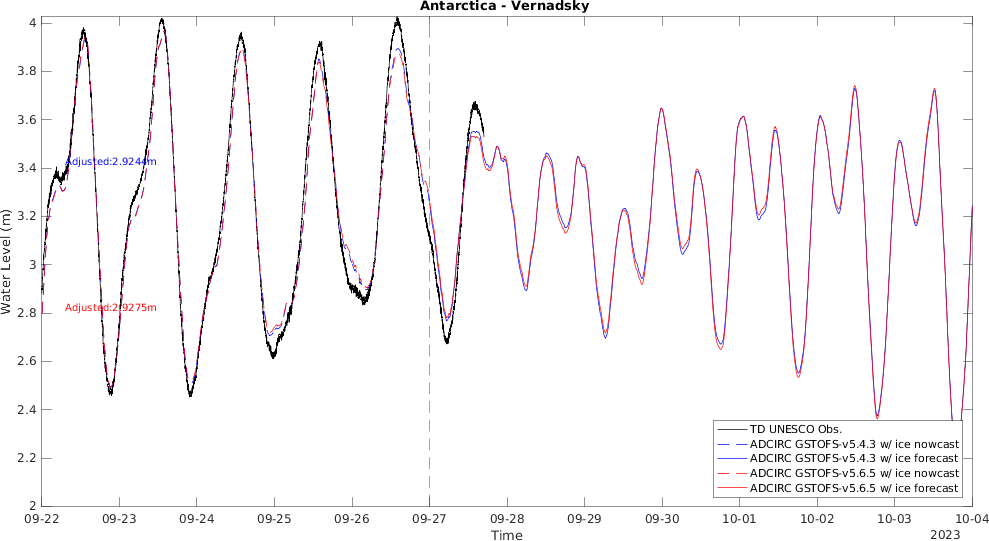 Antarctica - Vernadsky
4
3.8
3.6
3.4
3.2
3
2.8
2.6
2.4
2.2
2
Water Level (m)
Adjusted:2.9244m
Adjusted:2.9275m
TD UNESCO Obs.
ADCIRC GSTOFS-v5.4.3 w/ ice nowcast
ADCIRC GSTOFS-v5.4.3 w/ ice forecast
ADCIRC GSTOFS-v5.6.5 w/ ice nowcast
ADCIRC GSTOFS-v5.6.5 w/ ice forecast
09-22 09-23 09-24 09-25 09-26 09-27 09-28 09-29 09-30 10-01 10-02 10-03 10-04
Time
2023